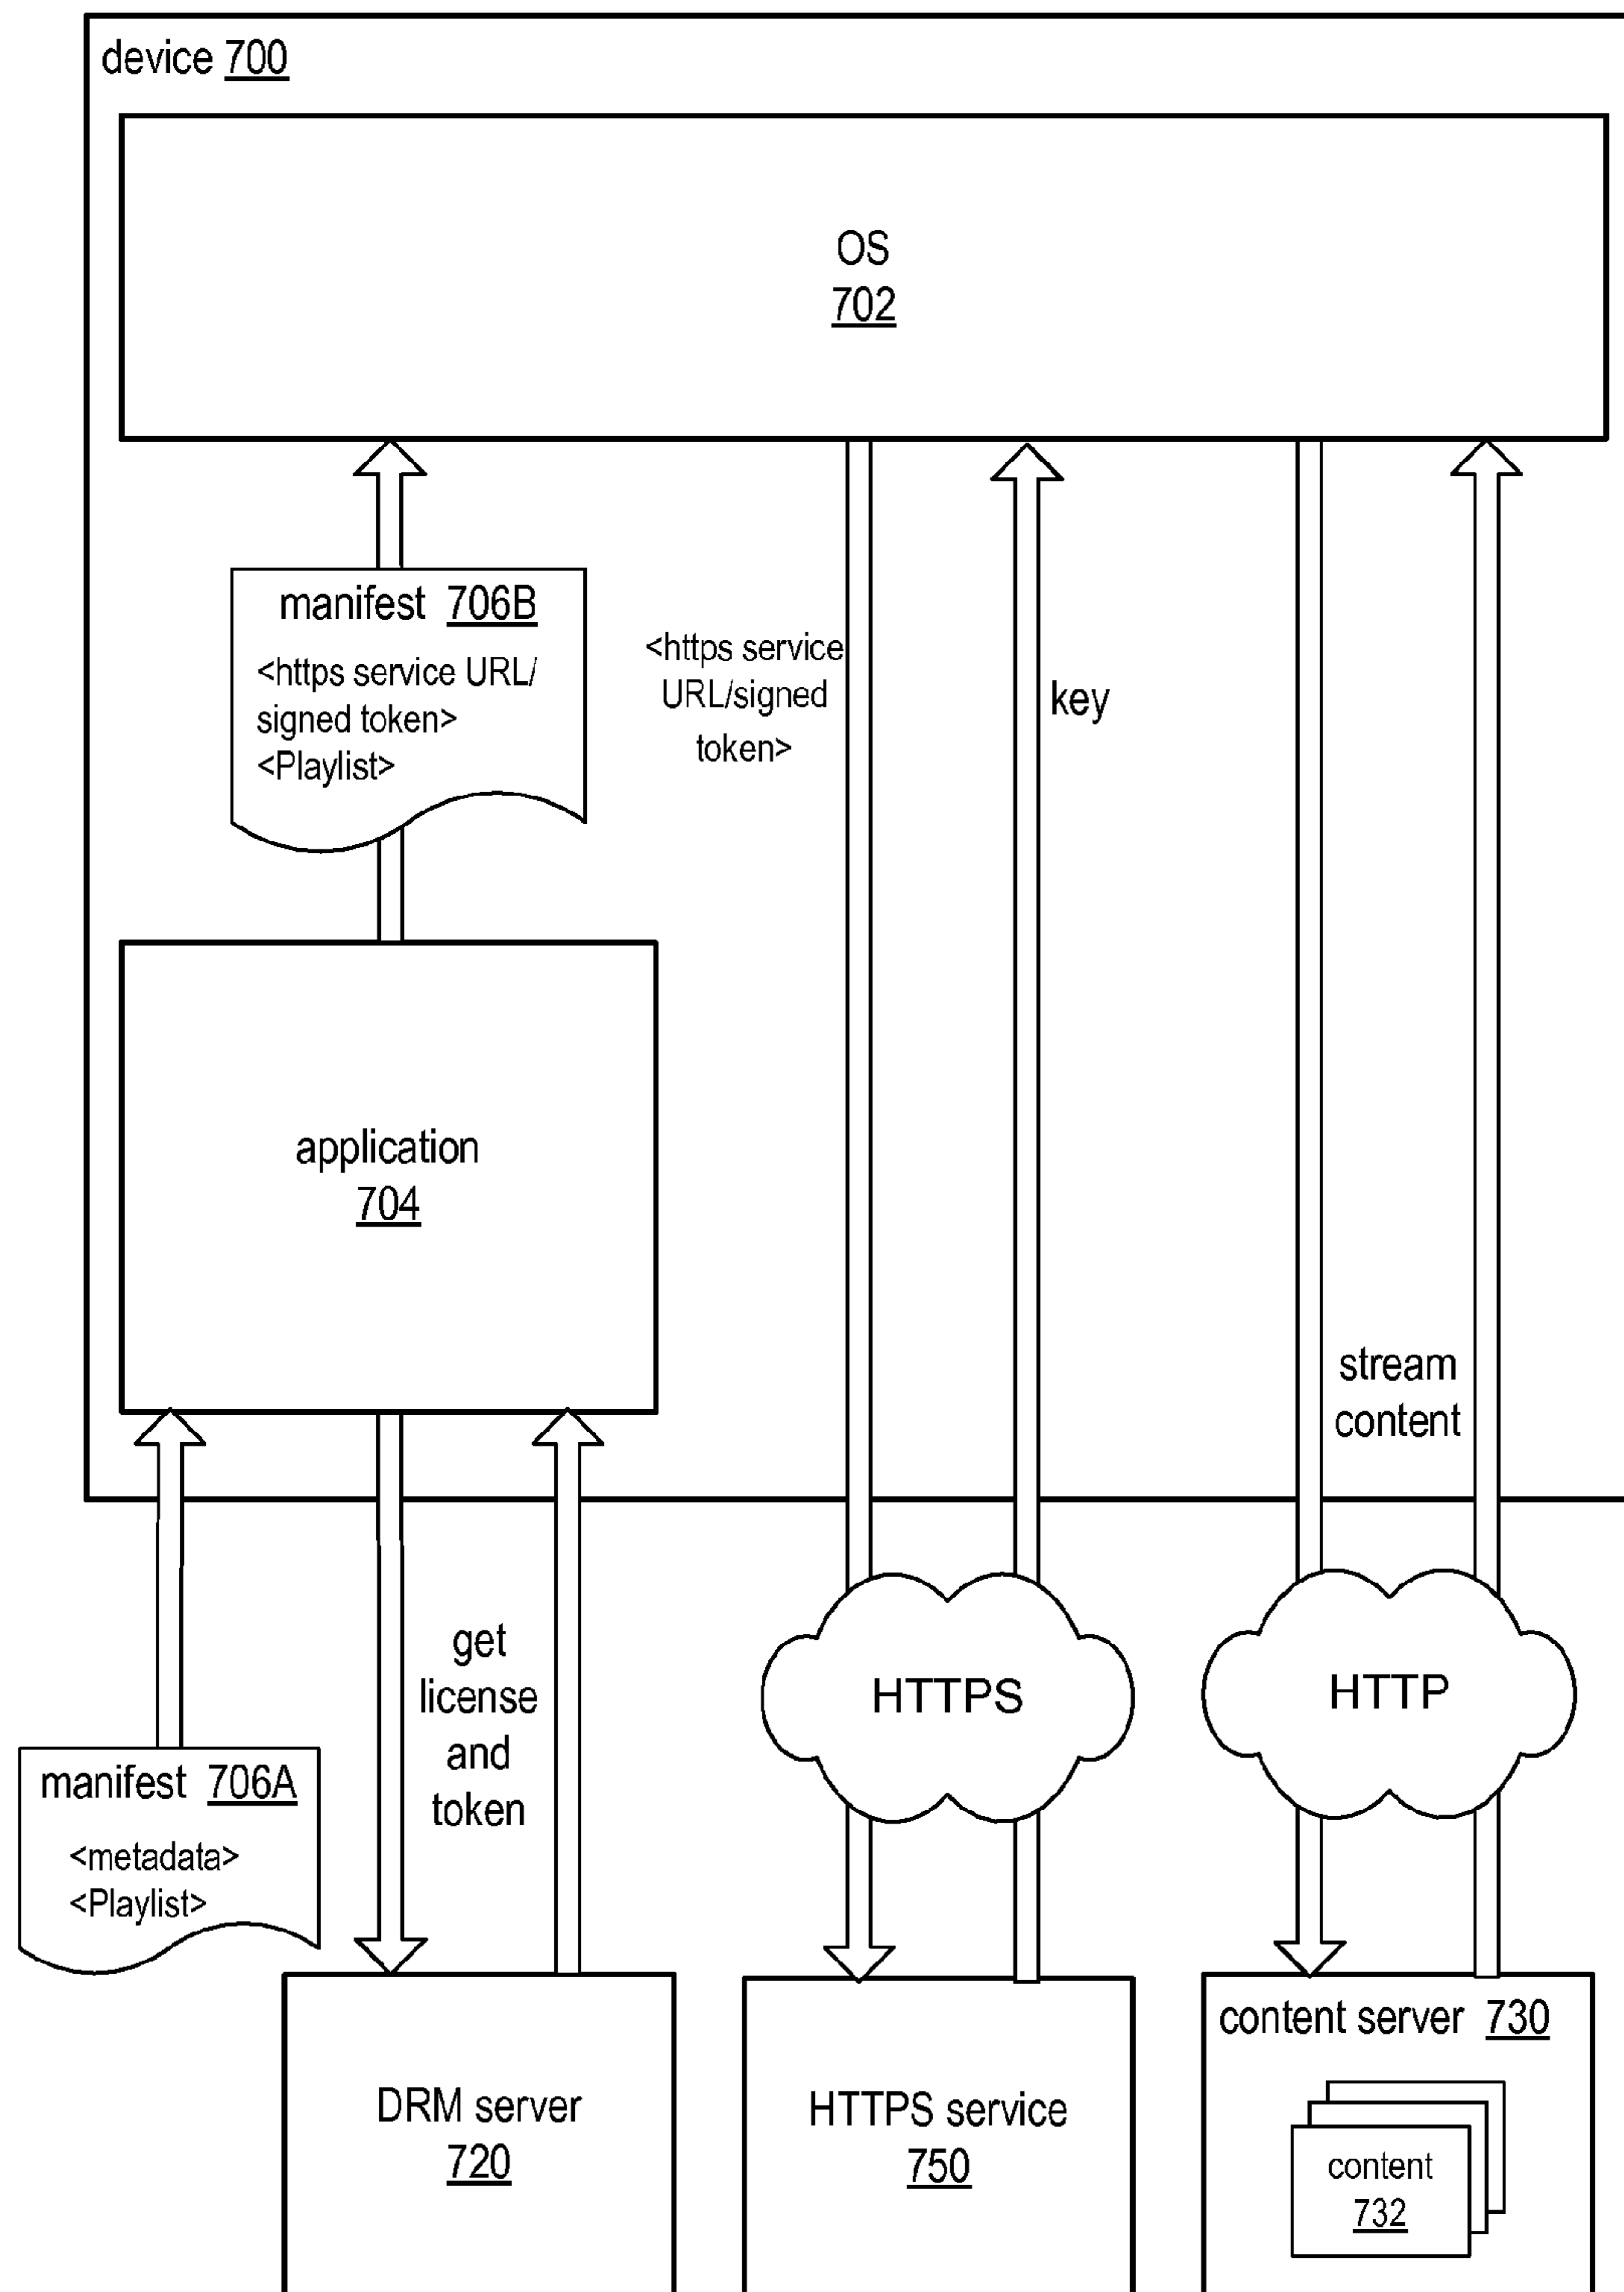 device 700
OS
702
manifest 706B
<https service URL/
signed token>
<Playlist>
<https service
URL/signed
token>
key
application
704
stream
content
get
license
and
token
HTTPS
HTTP
manifest 706A
<metadata>
<Playlist>
DRM server
720
HTTPS service
750
content server 730
content
732